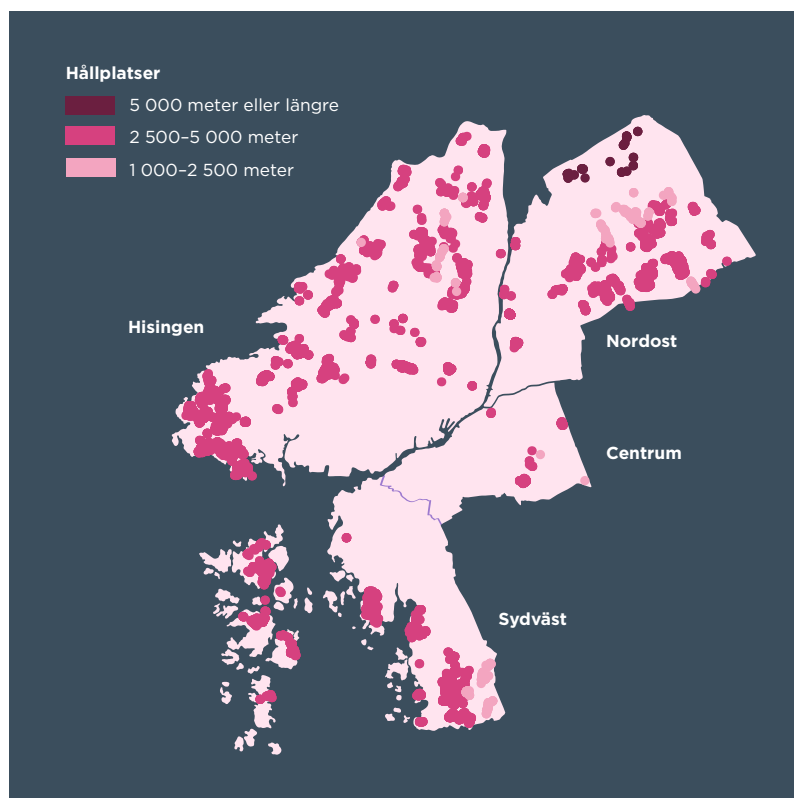 Hållplatser
5 000 meter eller längre
2 500–5 000 meter
1 000–2 500 meter
Hisingen
Nordost
Centrum
Sydväst